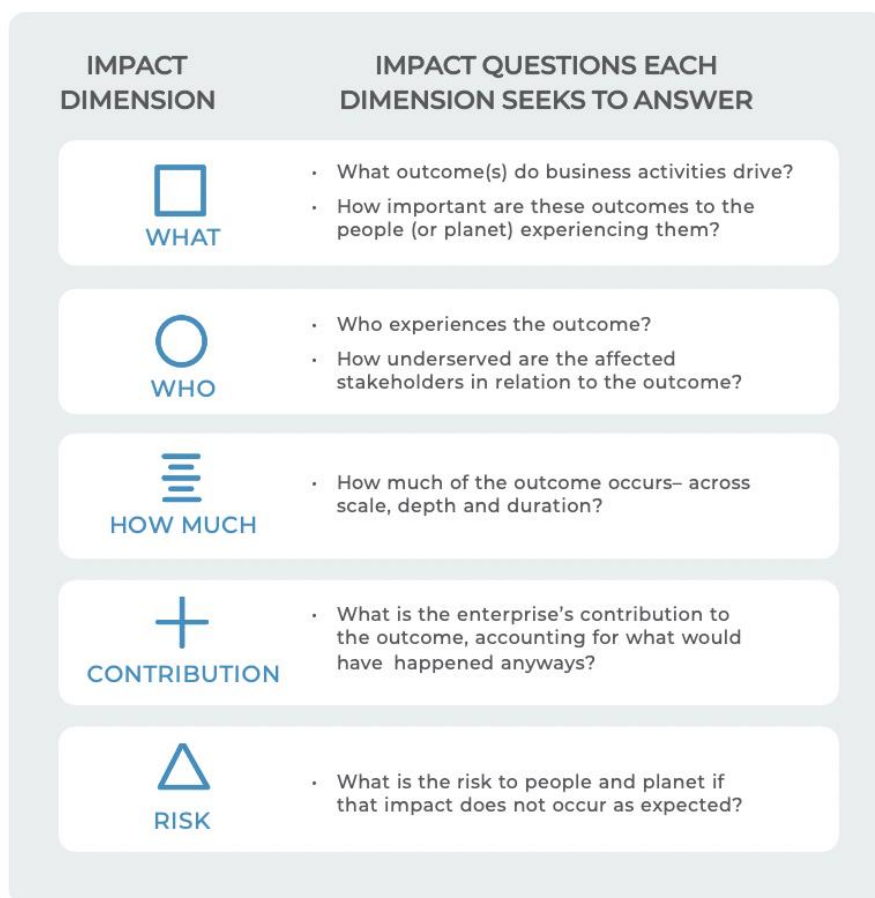 IMPACT
DIMENSION
IMPACT QUESTIONS EACH
DIMENSION SEEKS TO ANSWER
WHAT
· What outcome(s) do business activities drive?
· How important are these outcomes to the
people (or planet) experiencing them?
WHO
· Who experiences the outcome?
· How underserved are the affected
stakeholders in relation to the outcome?
HOW MUCH
· How much of the outcome occurs– across
scale, depth and duration?
CONTRIBUTION
· What is the enterprise's contribution to
the outcome, accounting for what would
have happened anyways?
RISK
· What is the risk to people and planet if
that impact does not occur as expected?